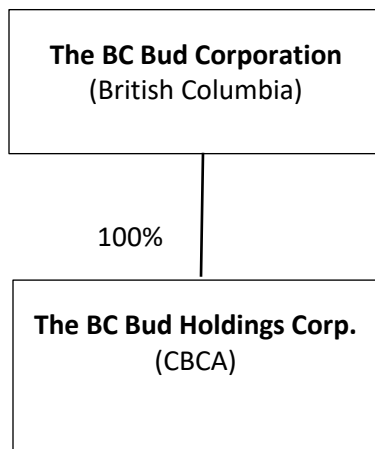 The BC Bud Corporation
(British Columbia)
100%
The BC Bud Holdings Corp.
(CBCA)